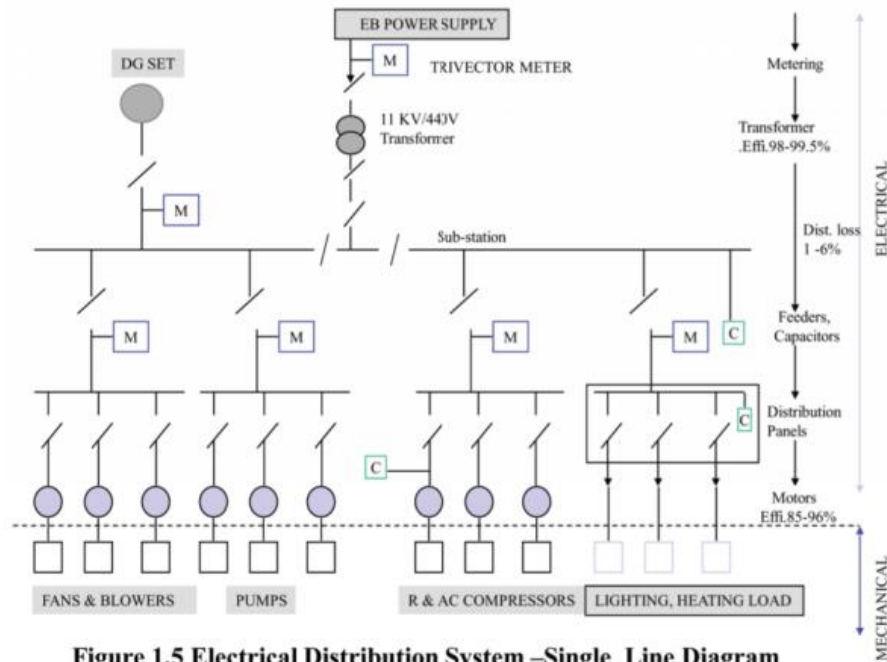 EB POWER SUPPLY
DG SET
M
TRIVECTOR METER
Metering
11 KV/440V
Transformer
Transformer
.Effi.98-99.5%
M
Sub-station
Dist. loss
1 -6%
ELECTRICAL
M
M
M
M
C
Feeders,
Capacitors
C
C
Distribution
Panels
Motors
Effi.85-96%
FANS & BLOWERS
PUMPS
R & AC COMPRESSORS
LIGHTING, HEATING LOAD
MECHANICAL
Figure 1.5 Electrical Distribution System –Single Line Diagram